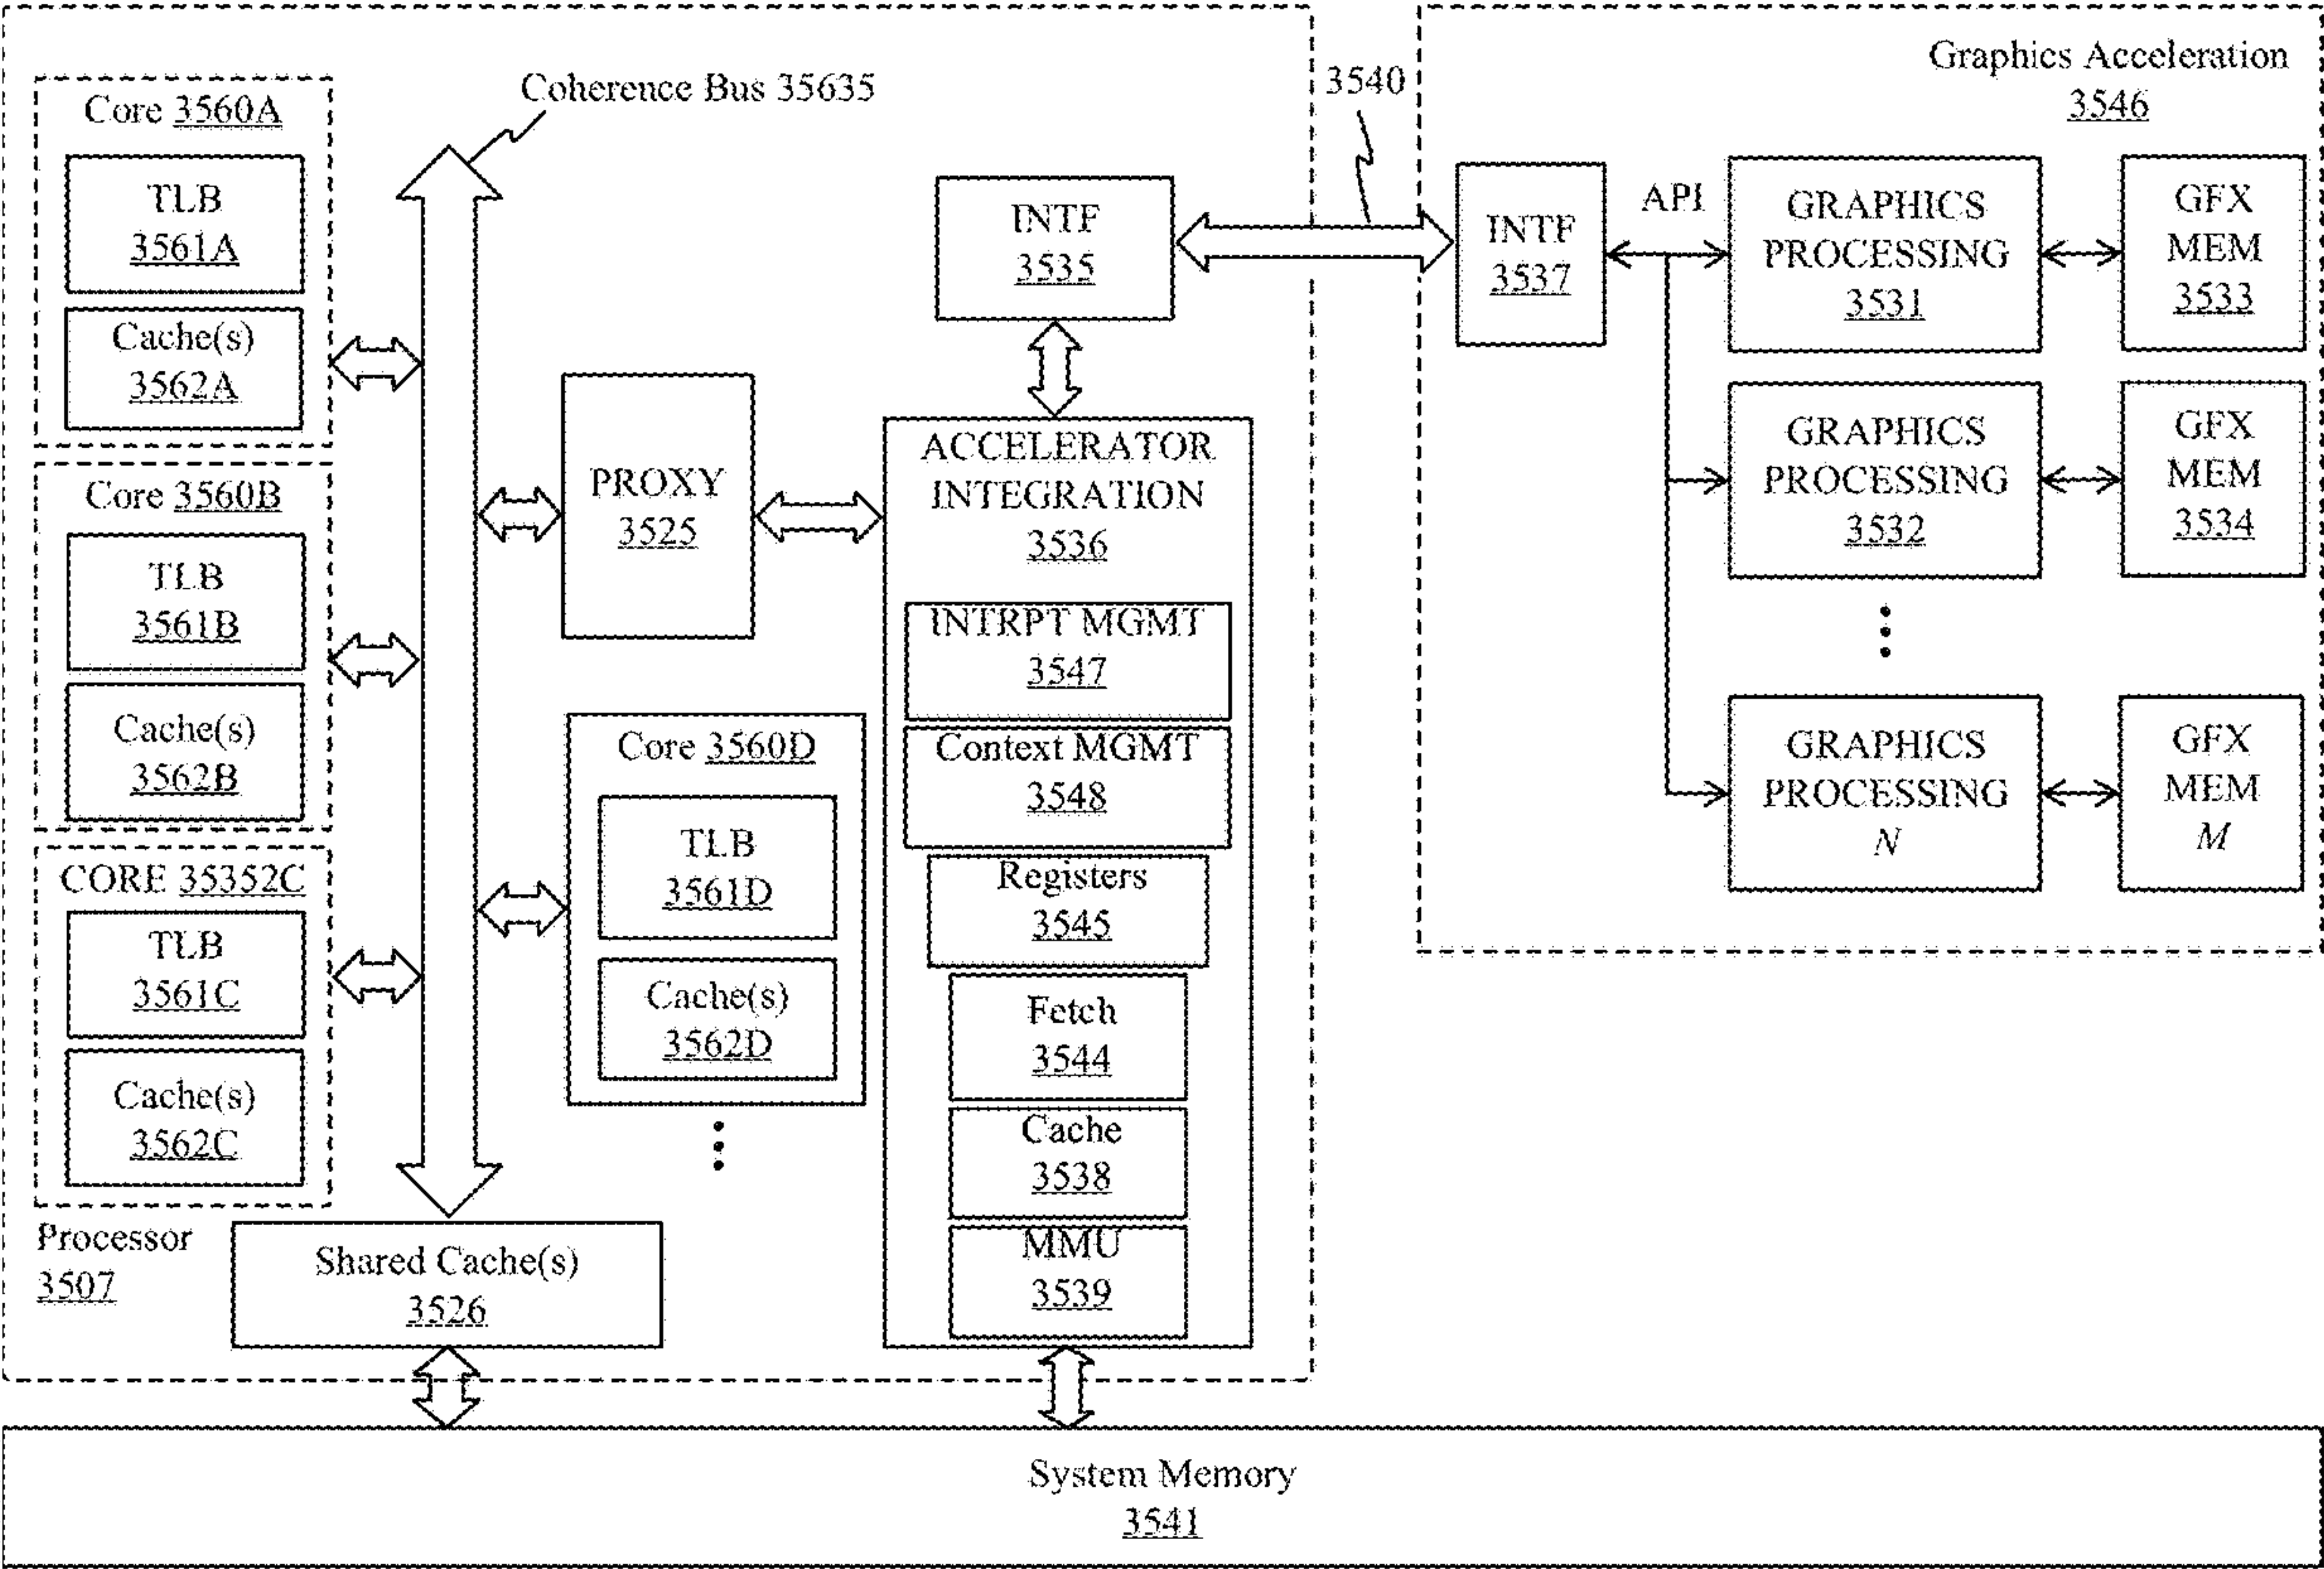 Core 3560A
TLB
3561A
Cache(s)
3562A
Core 3560B
TLB
3561B
Cache(s)
3562B
CORE 35352C
TLB
3561C
Cache(s)
3562C
Processor
3507
Coherence Bus 35635
Shared Cache(s)
3526
PROXY
3525
Core 3560D
TLB
3561D
Cache(s)
3562D
INTF
3535
ACCELERATOR
INTEGRATION
3536
INTRPT MGMT
3547
Context MGMT
3548
Registers
3545
Fetch
3544
Cache
3538
MMU
3539
3540
Graphics Acceleration
3546
INTF
3537
API
GRAPHICS
PROCESSING
3531
GFX
MEM
3533
GRAPHICS
PROCESSING
3532
GFX
MEM
3534
GRAPHICS
PROCESSING
N
GFX
MEM
M
System Memory
3541